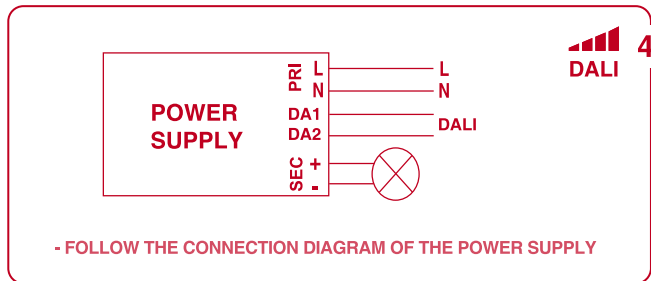 4
DALI
POWER
SUPPLY
PRI
L
N
DA1
DA2
SEC
+
-
L
N
DALI
- FOLLOW THE CONNECTION DIAGRAM OF THE POWER SUPPLY